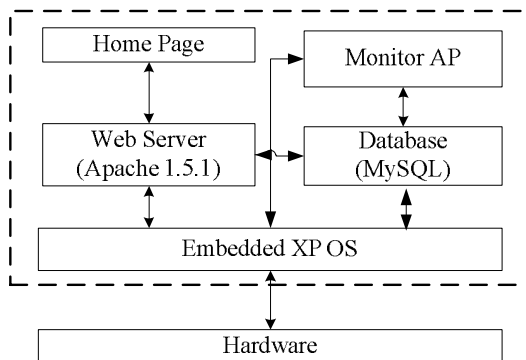 Home Page
Monitor AP
Web Server
(Apache 1.5.1)
Database
(MySQL)
Embedded XP OS
Hardware